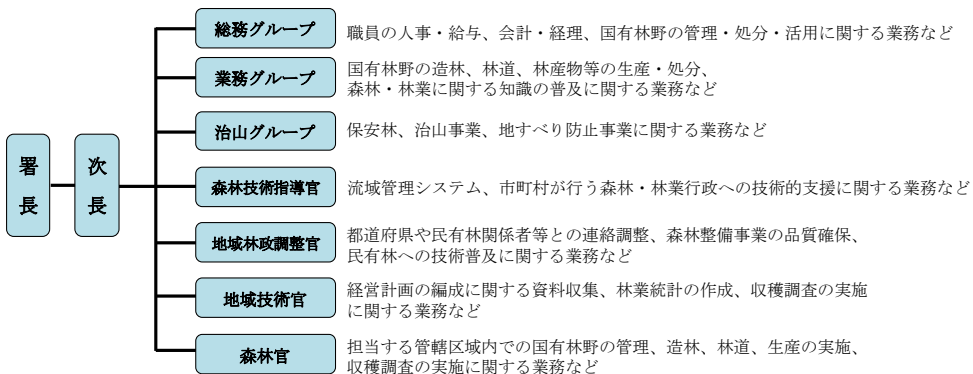 総務グループ
職員の人事・給与、会計・経理、国有林野の管理・処分・活用に関する業務など
業務グループ
国有林野の造林、林道、林産物等の生産・処分、
森林・林業に関する知識の普及に関する業務など
治山グループ
保安林、治山事業、地すべり防止事業に関する業務など
署長
次長
森林技術指導官
流域管理システム、市町村が行う森林・林業行政への技術的支援に関する業務など
地域林政調整官
都道府県や民有林関係者等との連絡調整、森林整備事業の品質確保、
民有林への技術普及に関する業務など
地域技術官
経営計画の編成に関する資料収集、林業統計の作成、収穫調査の実施
に関する業務など
森林官
担当する管轄区域内での国有林野の管理、造林、林道、生産の実施、
収穫調査の実施に関する業務など